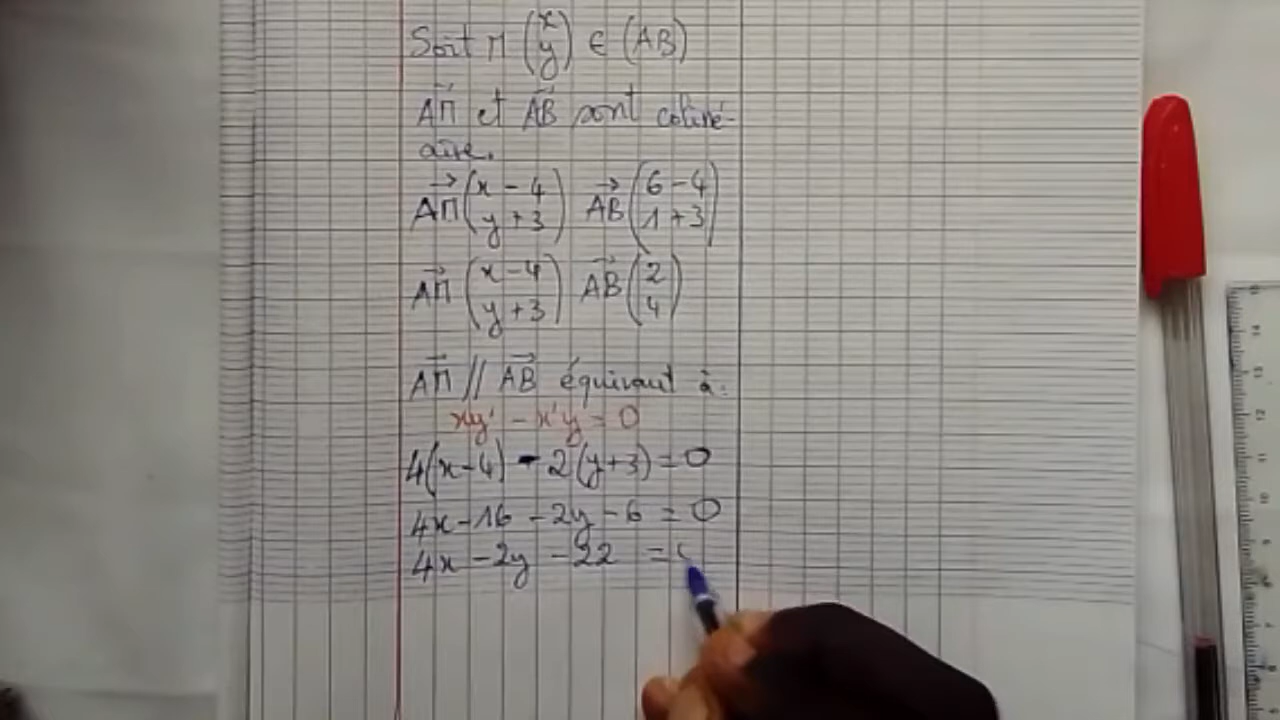 Soit M (x y) ∈ (AB)
AM et AB sont coliné-
aire.
AM (x - 4 y + 3) AB (6 - 4 1 + 3)
AM (x - 4 y + 3) AB (2 4)
AM // AB équivaut à:
xy' - x'y = 0
4(x-4) - 2(y+3) = 0
4x - 16 - 2y - 6 = 0
4x - 2y - 22 =